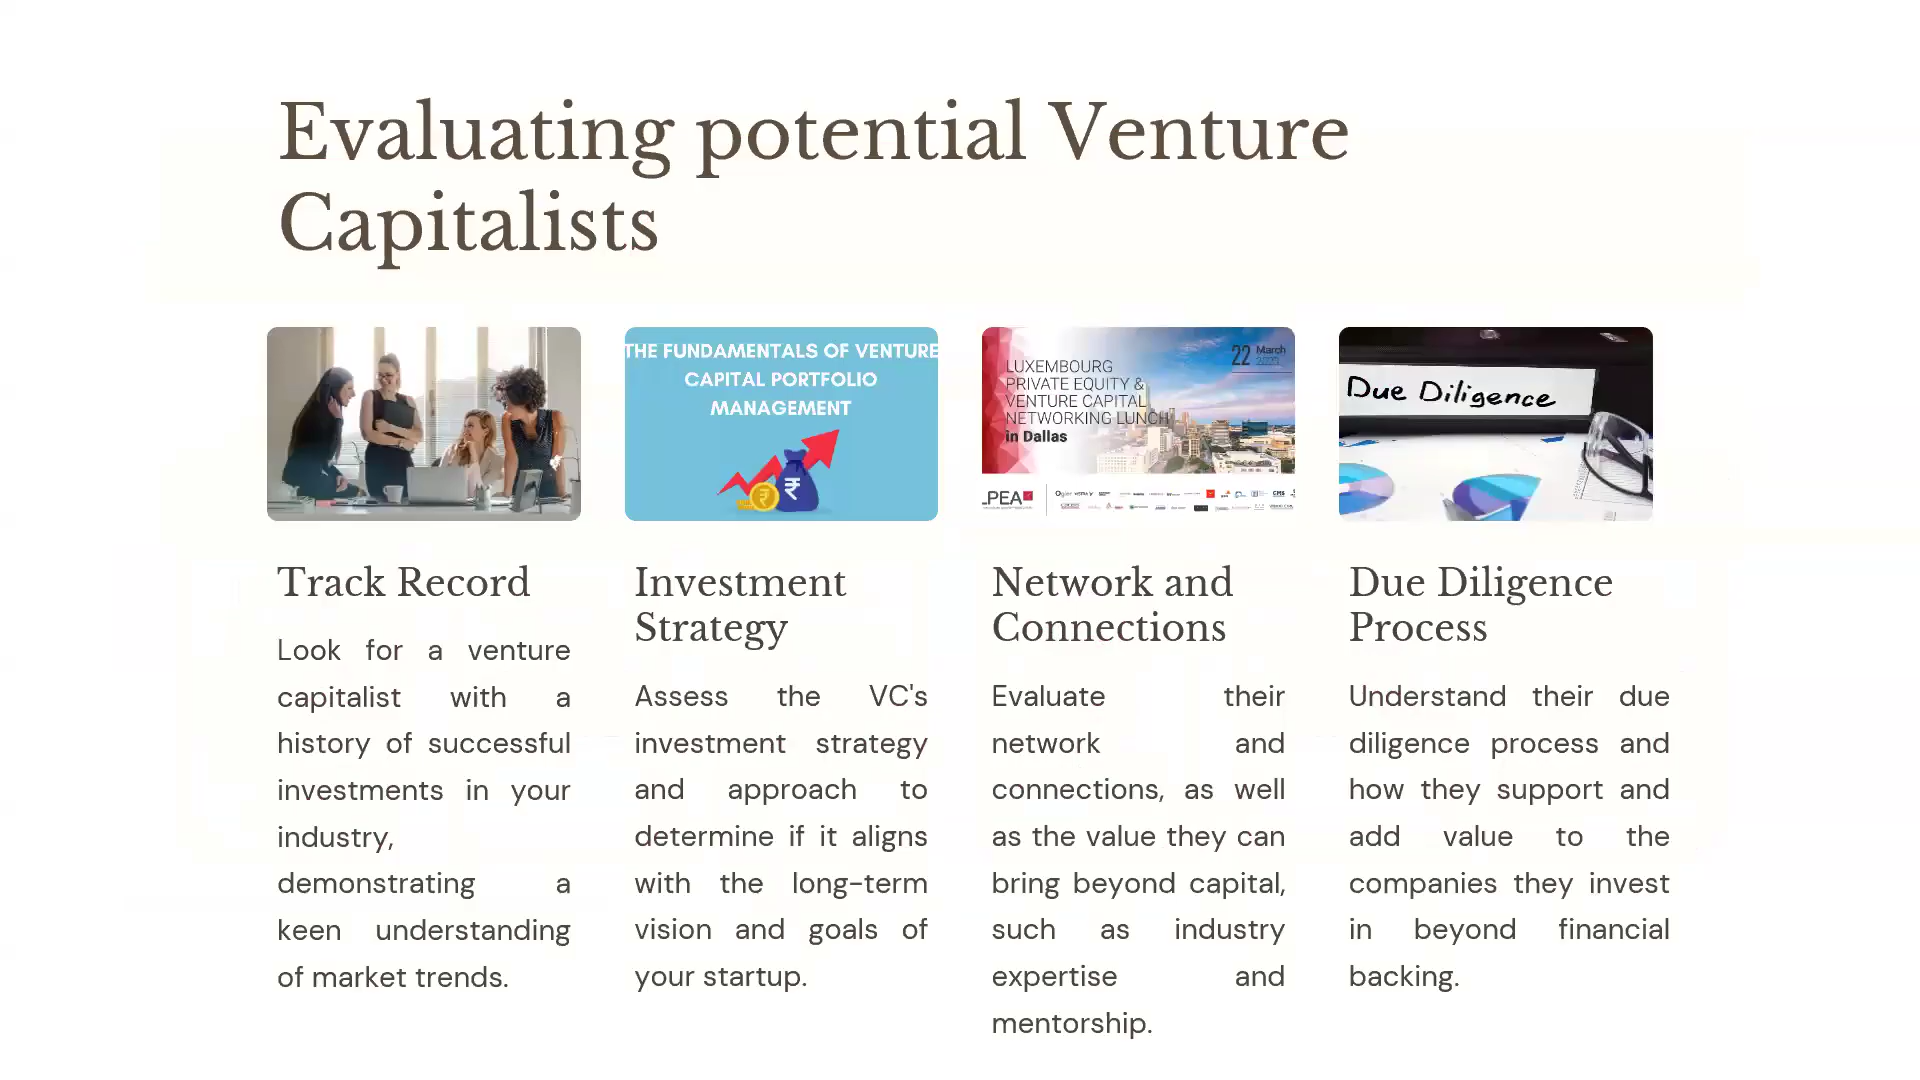 Evaluating potential Venture
Capitalists
THE FUNDAMENTALS OF VENTURE
CAPITAL PORTFOLIO
MANAGEMENT
LUXEMBOURG
PRIVATE EQUITY &
VENTURE CAPITAL
NETWORKING LUNCH
in Dallas
22 March
LPEA
CMS
Due Diligence
Track Record
Look for a venture
capitalist with a
history of successful
investments in your
industry,
demonstrating a
keen understanding
of market trends.
Investment
Strategy
Assess the VC's
investment strategy
and approach to
determine if it aligns
with the long-term
vision and goals of
your startup.
Network and
Connections
Evaluate their
network and
connections, as well
as the value they can
bring beyond capital,
such as industry
expertise and
mentorship.
Due Diligence
Process
Understand their due
diligence process and
how they support and
add value to the
companies they invest
in beyond financial
backing.